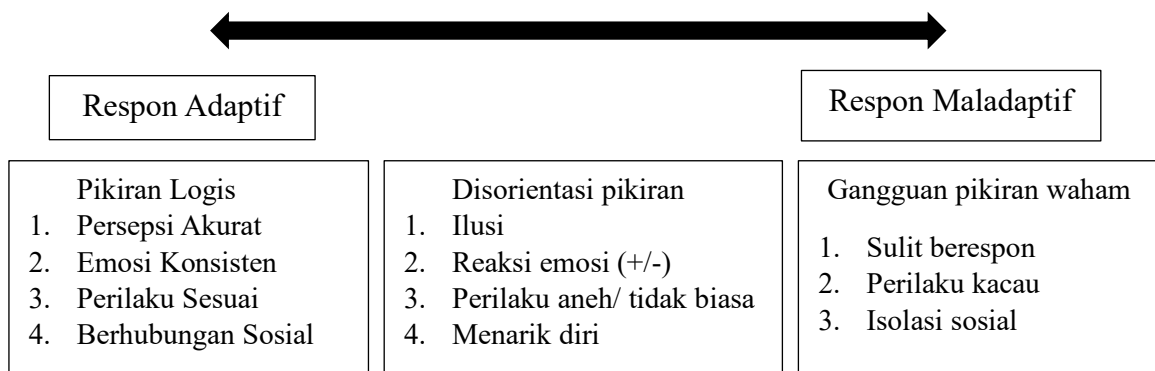 Respon Adaptif
Respon Maladaptif
Pikiran Logis
1. Persepsi Akurat
2. Emosi Konsisten
3. Perilaku Sesuai
4. Berhubungan Sosial
Disorientasi pikiran
1. Ilusi
2. Reaksi emosi (+/-)
3. Perilaku aneh/ tidak biasa
4. Menarik diri
Gangguan pikiran waham
1. Sulit berespon
2. Perilaku kacau
3. Isolasi sosial